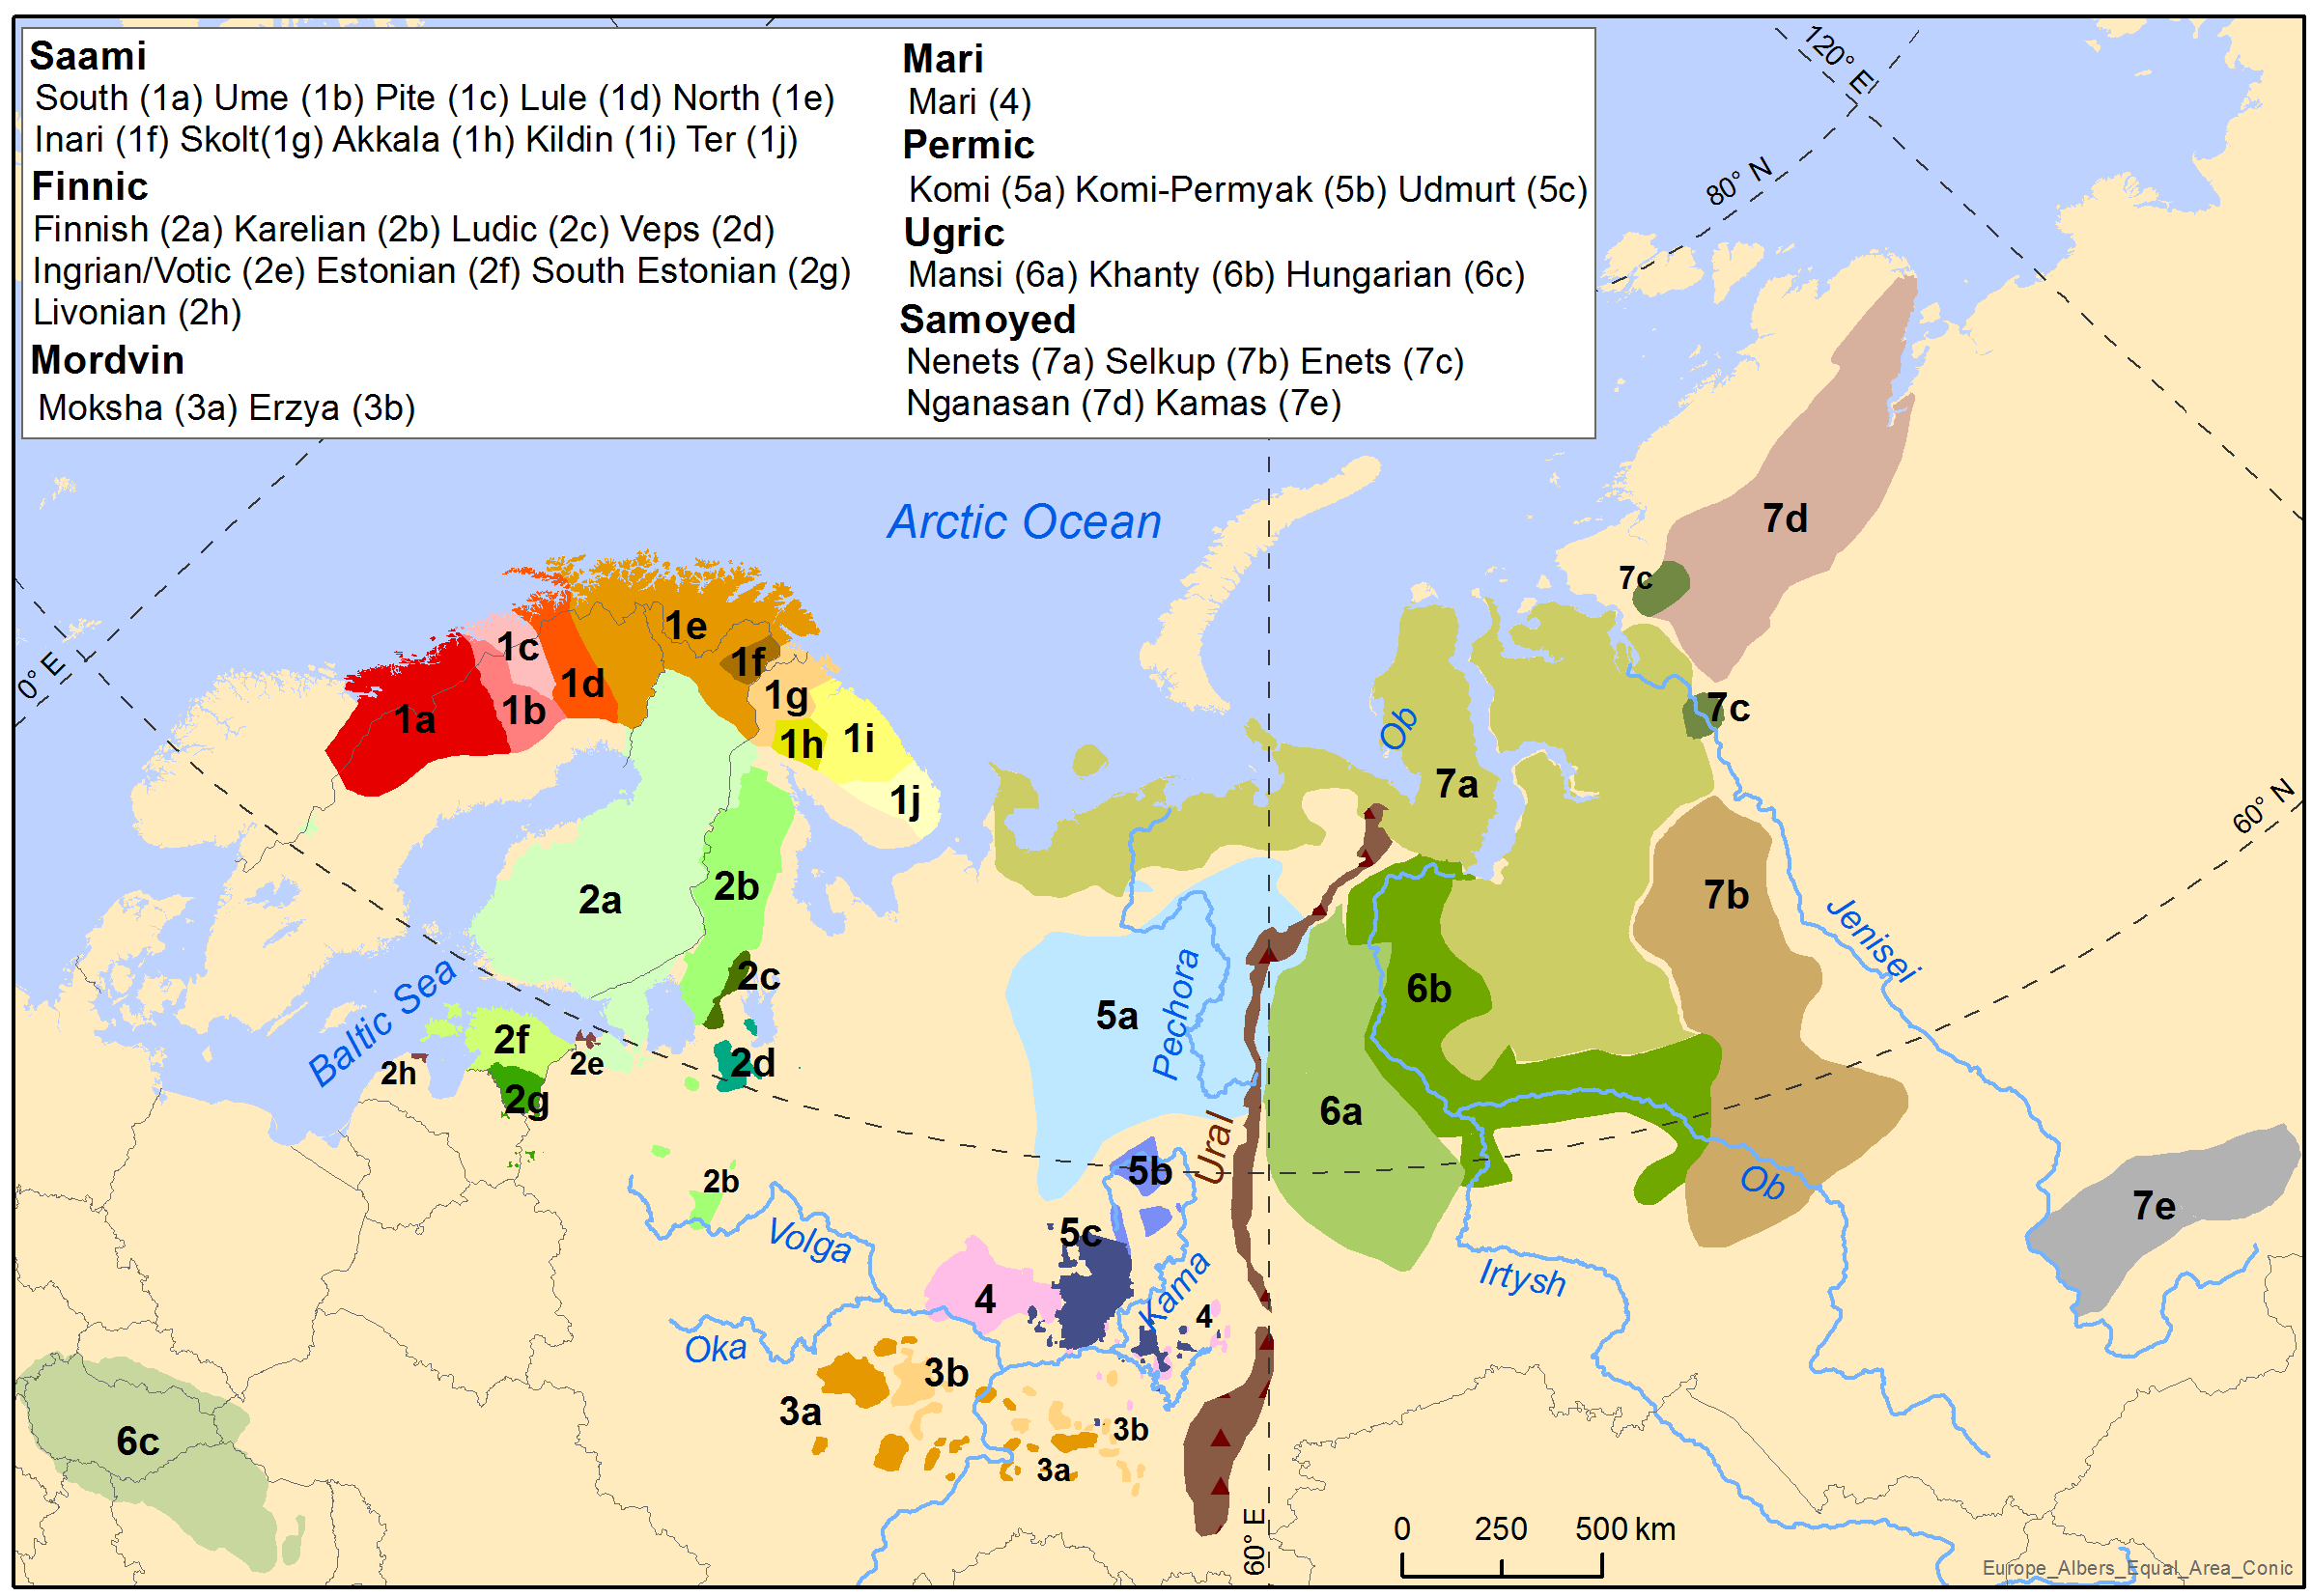 Saami
South (1a) Ume (1b) Pite (1c) Lule (1d) North (1e)
Inari (1f) Skolt(1g) Akkala (1h) Kildin (1i) Ter (1j)
Finnic
Finnish (2a) Karelian (2b) Ludic (2c) Veps (2d)
Ingrian/Votic (2e) Estonian (2f) South Estonian (2g)
Livonian (2h)
Mordvin
Moksha (3a) Erzya (3b)
Mari
Mari (4)
Permic
Komi (5a) Komi-Permyak (5b) Udmurt (5c)
Ugric
Mansi (6a) Khanty (6b) Hungarian (6c)
Samoyed
Nenets (7a) Selkup (7b) Enets (7c)
Nganasan (7d) Kamas (7e)
120° E
80° N
Arctic Ocean
7d
7c
1e
1c
1f
0° E
1d
1g
1a
1b
1h
1i
7c
Ob
7a
1j
60° N
2a
2b
7b
Jenisei
2c
Baltic Sea
6b
5a
Pechora
2f
2e
2h
2d
2g
6a
Ural
5b
2b
Ob
7e
Volga
5c
Kama
Irtysh
4
4
Oka
3b
3a
3b
6c
3a
60° E
0 250 500 km
Europe_Albers_Equal_Area_Conic